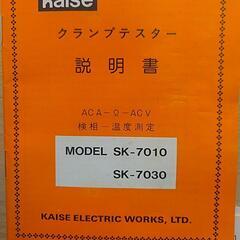 kaise
クランプテスター
説明書
ACA-Ω-ACV
検相-温度測定
MODEL SK-7010
SK-7030
KAISE ELECTRIC WORKS, LTD.